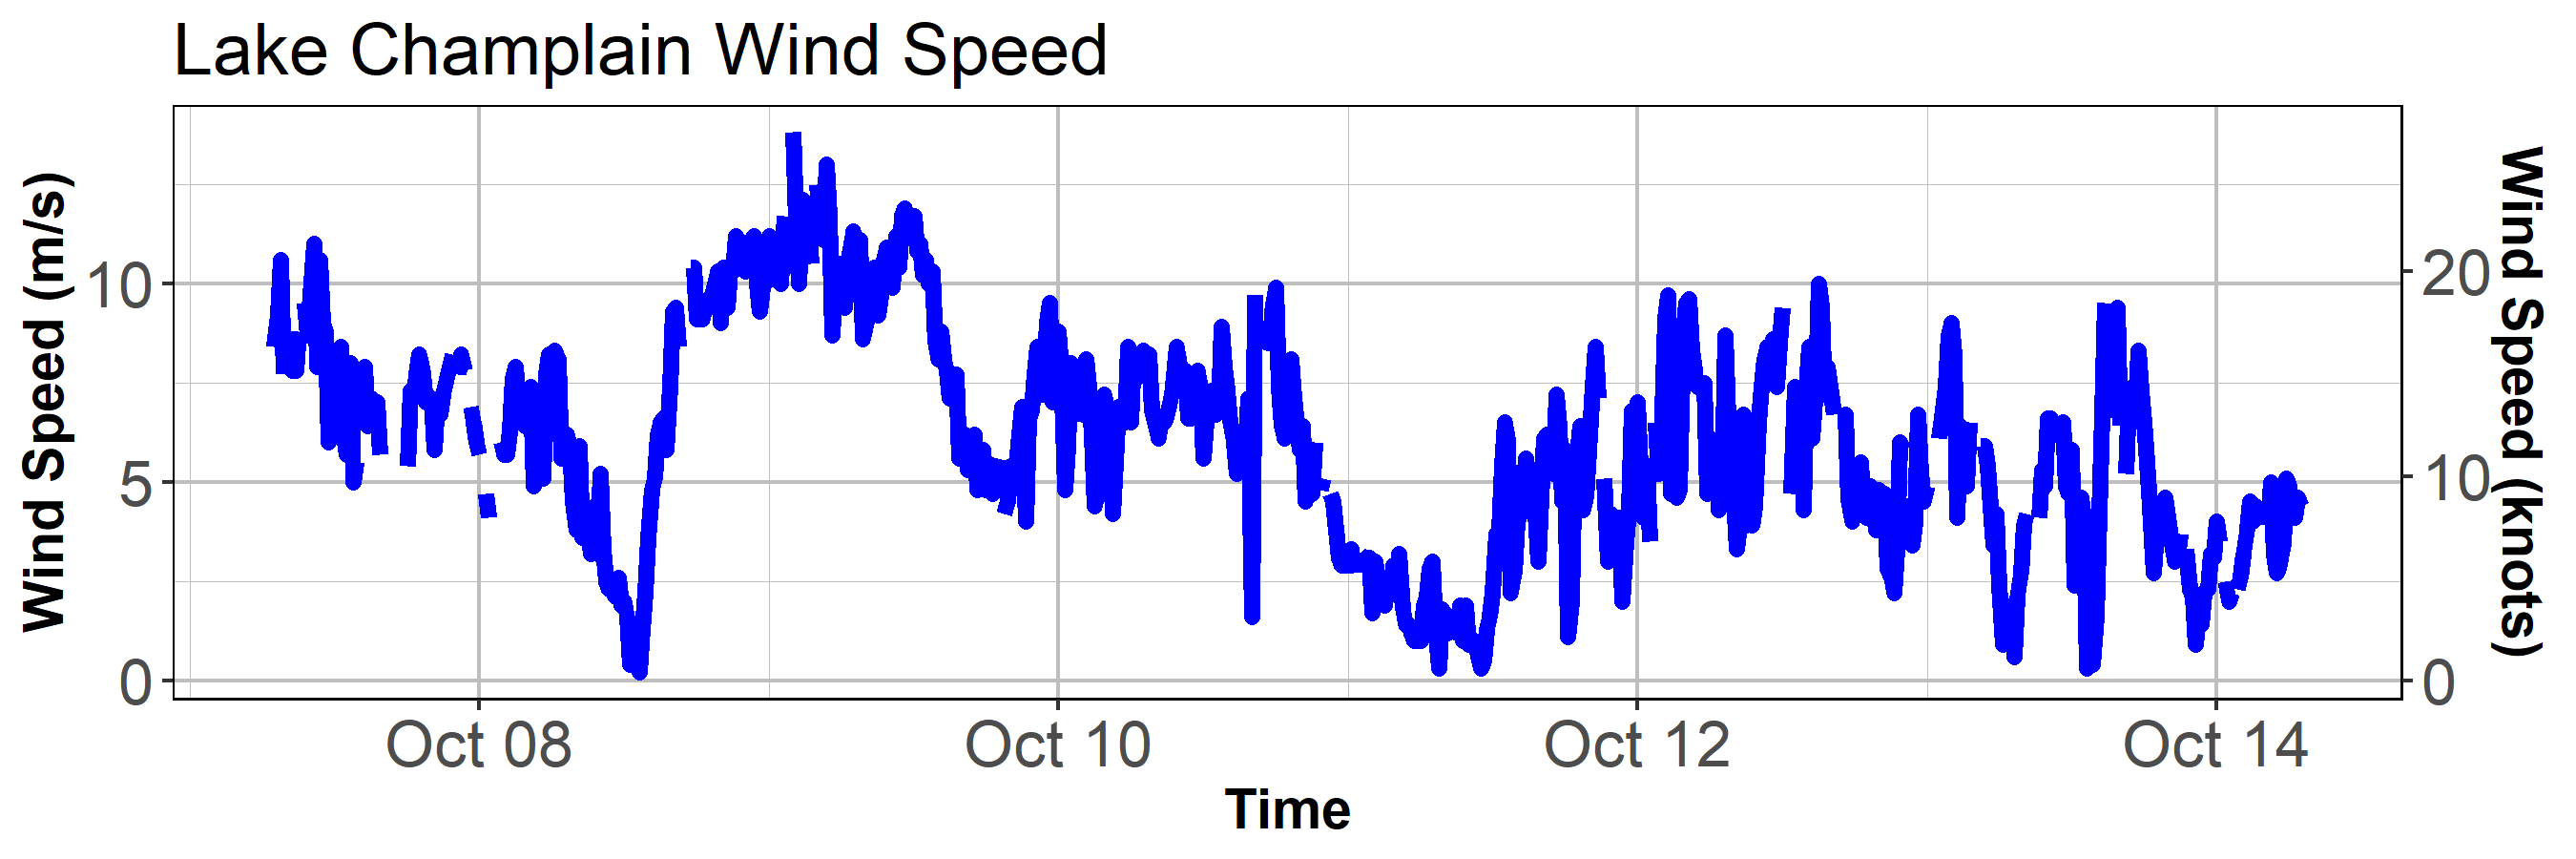 Lake Champlain Wind Speed
Wind Speed (m/s)
10
5
0
20
10
0
Wind Speed (knots)
Oct 08
Oct 10
Oct 12
Oct 14
Time